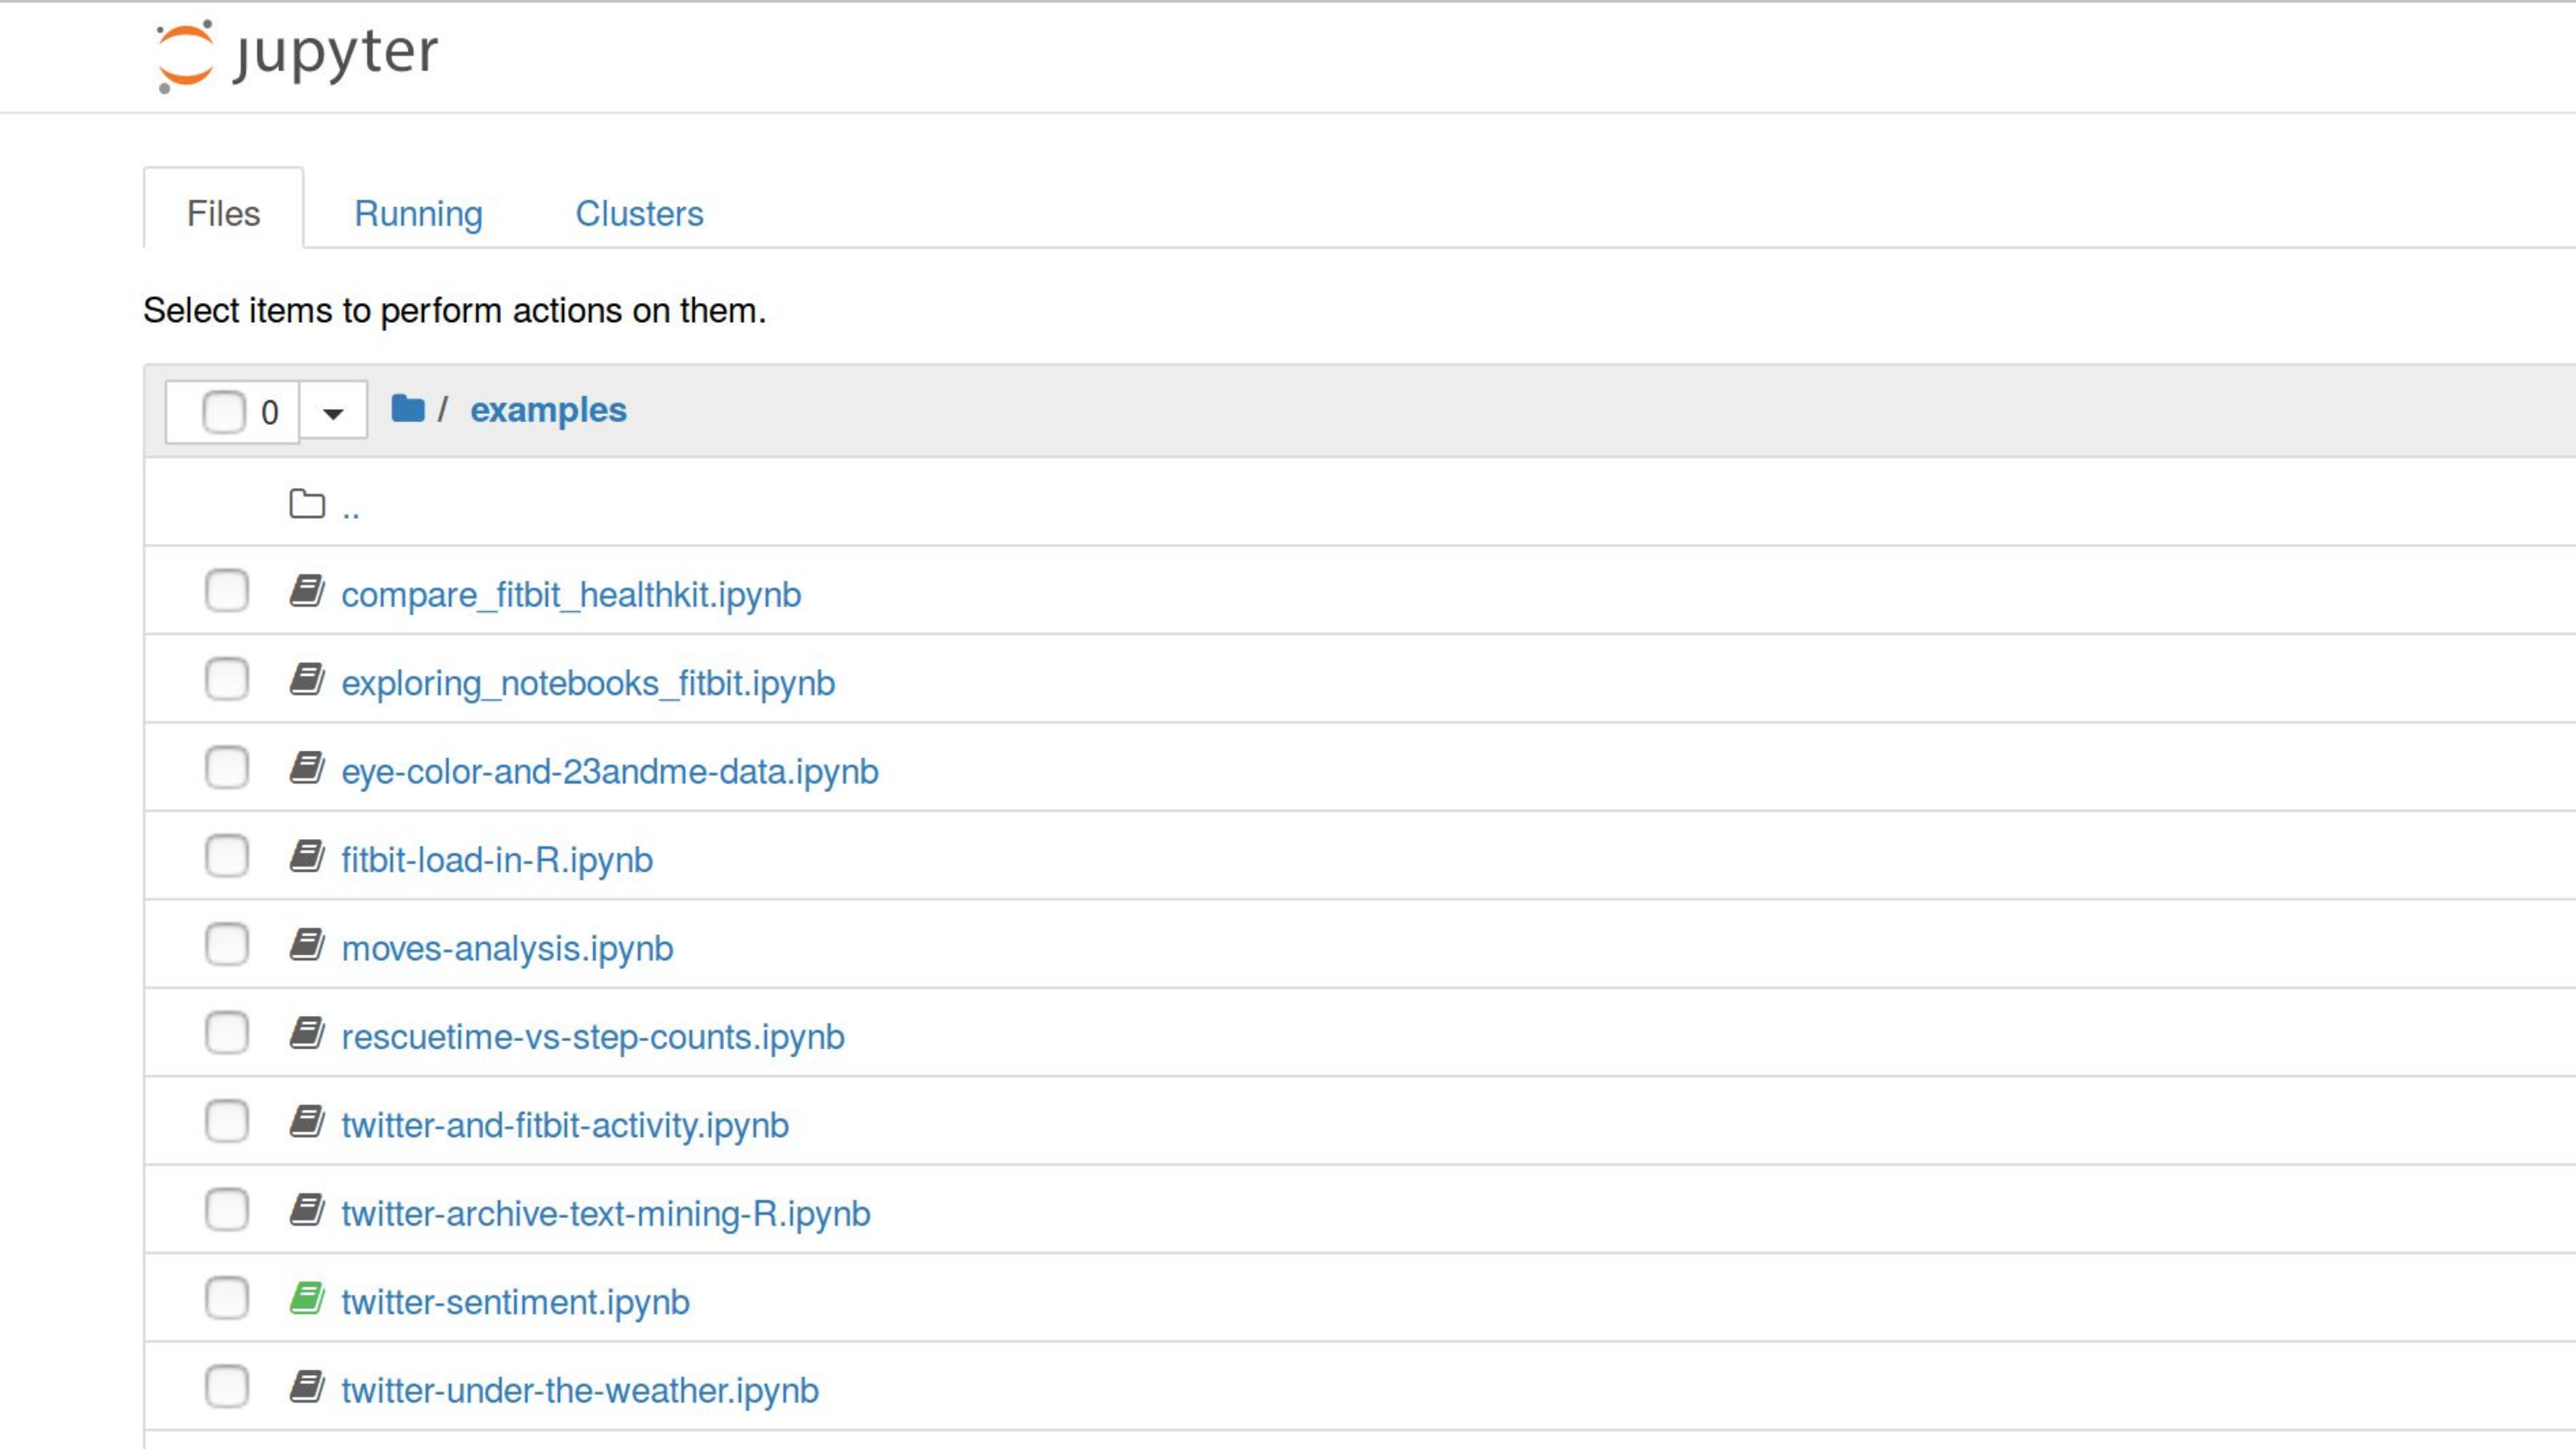 jupyter
Files Running Clusters
Select items to perform actions on them.
0 / examples
..
compare_fitbit_healthkit.ipynb
exploring_notebooks_fitbit.ipynb
eye-color-and-23andme-data.ipynb
fitbit-load-in-R.ipynb
moves-analysis.ipynb
rescuetime-vs-step-counts.ipynb
twitter-and-fitbit-activity.ipynb
twitter-archive-text-mining-R.ipynb
twitter-sentiment.ipynb
twitter-under-the-weather.ipynb